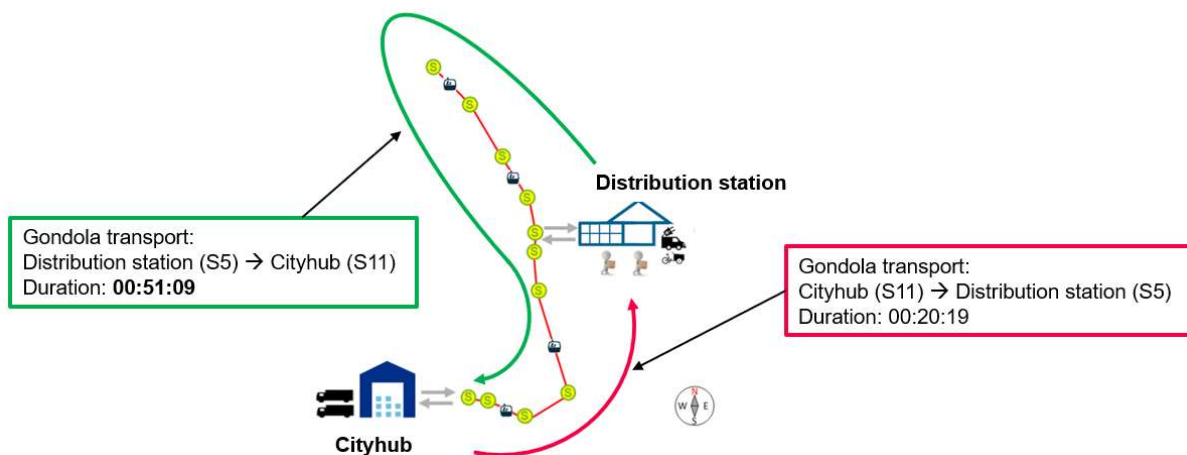 S
S
S
S
Distribution station
S
S
S
Gondola transport:
Distribution station (S5) → Cityhub (S11)
Duration: 00:51:09
Gondola transport:
Cityhub (S11) → Distribution station (S5)
Duration: 00:20:19
S
S
S
S
N
W E
S
Cityhub